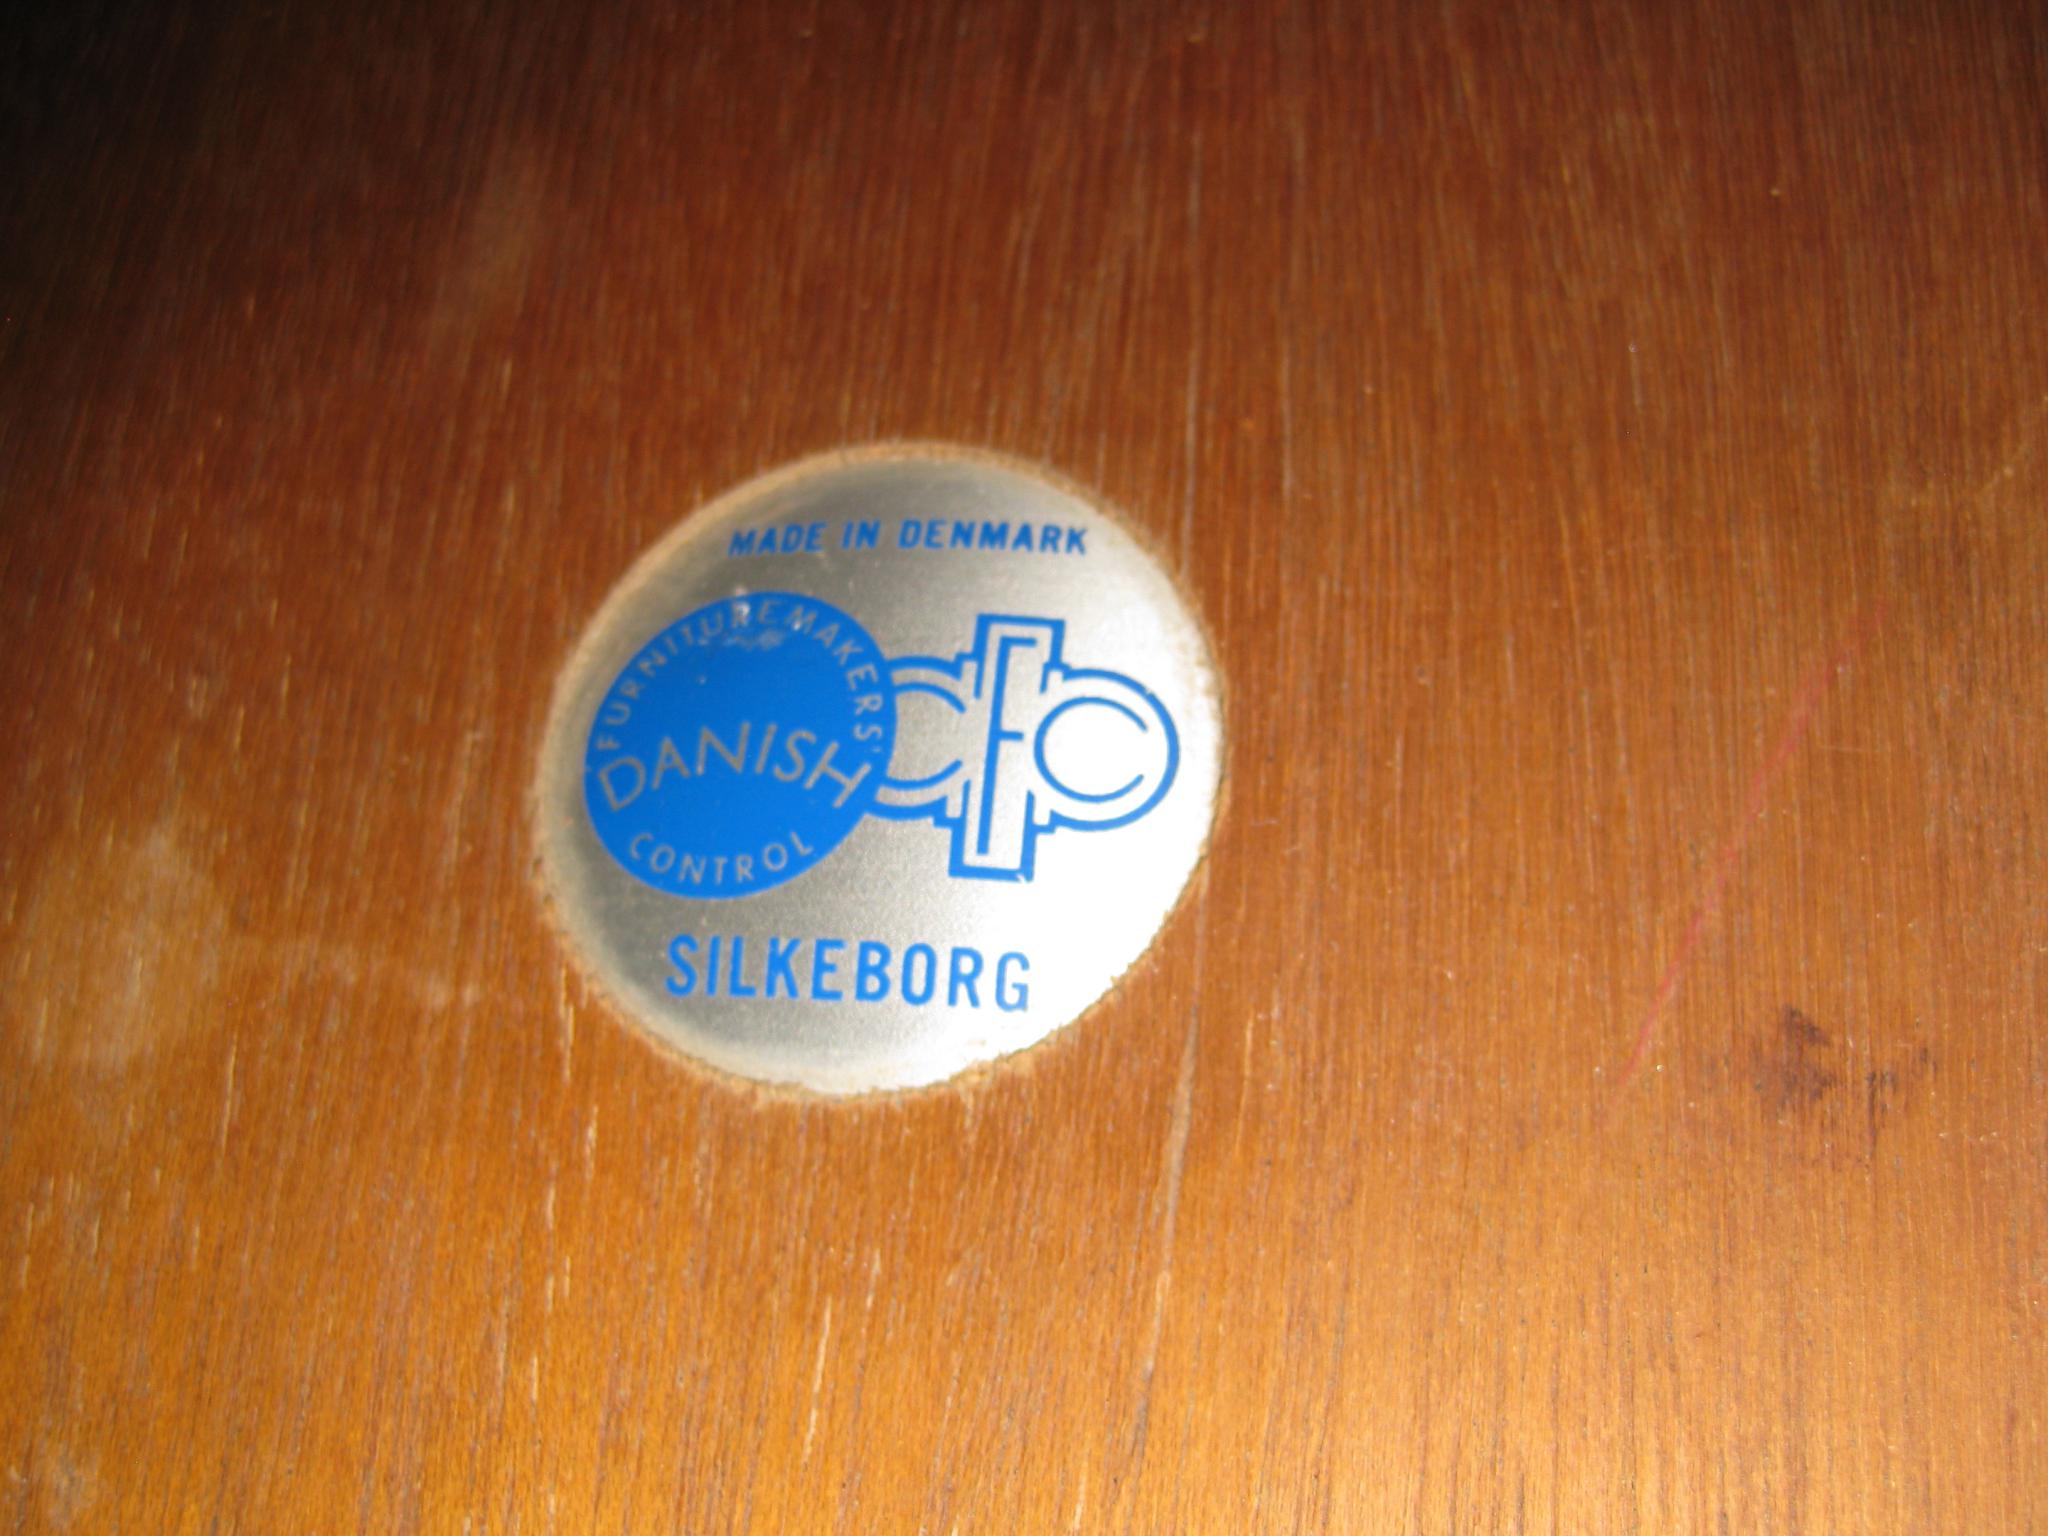 MADE IN DENMARK
FURNITUREMAKERS'
DANISH
CONTROL
CFC
SILKEBORG